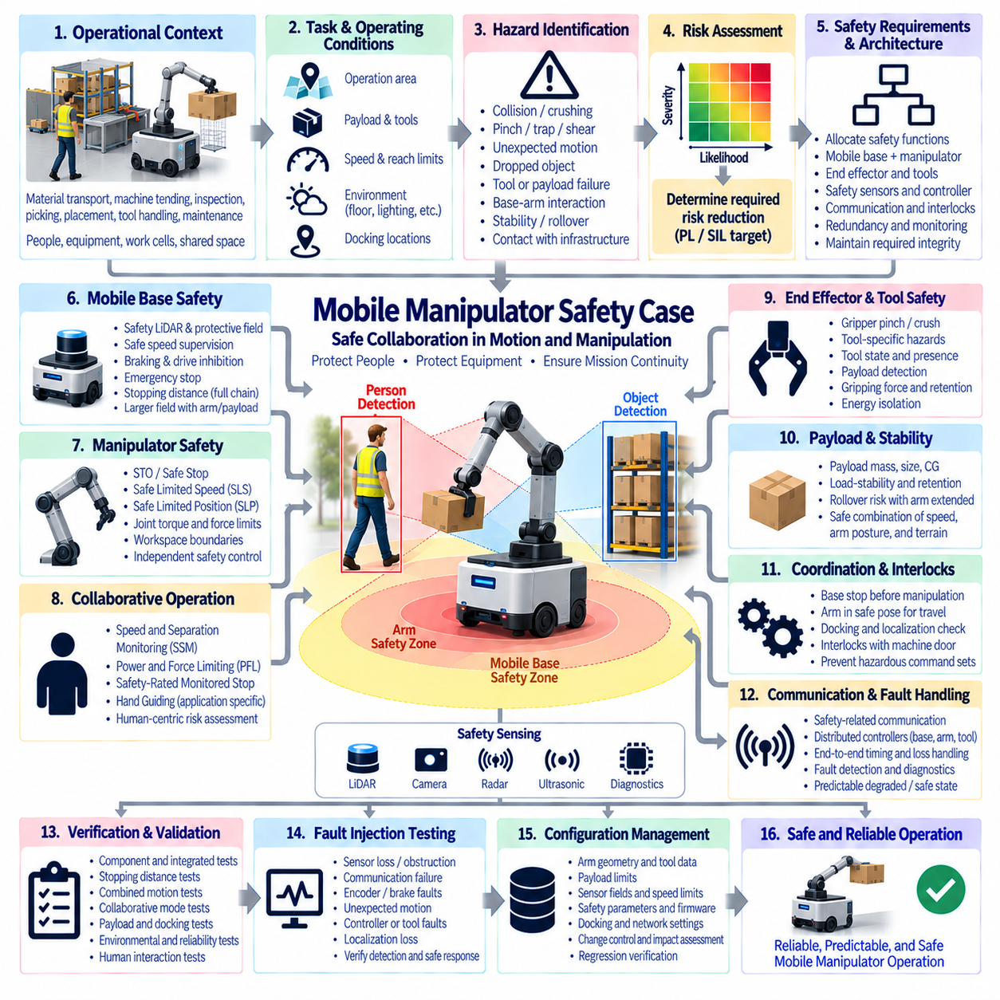 1. Operational Context
Material transport, machine tending, inspection,
picking, placement, tool handling, maintenance
People, equipment, work cells, shared space
2. Task & Operating
Conditions
Operation area
Payload & tools
Speed & reach limits
Environment
(floor, lighting, etc.)
Docking locations
3. Hazard Identification
• Collision / crushing
• Pinch / trap / shear
• Unexpected motion
• Dropped object
• Tool or payload failure
• Base-arm interaction
• Stability / rollover
• Contact with infrastructure
4. Risk Assessment
Severity
Likelihood
Determine required
risk reduction
(PL / SIL target)
5. Safety Requirements
& Architecture
• Allocate safety functions
• Mobile base + manipulator
• End effector and tools
• Safety sensors and controller
• Communication and interlocks
• Redundancy and monitoring
• Maintain required integrity
Mobile Manipulator Safety Case
Safe Collaboration in Motion and Manipulation
Protect People • Protect Equipment • Ensure Mission Continuity
6. Mobile Base Safety
• Safety LiDAR & protective field
• Safe speed supervision
• Braking & drive inhibition
• Emergency stop
• Stopping distance (full chain)
• Larger field with arm/payload
7. Manipulator Safety
• STO / Safe Stop
• Safe Limited Speed (SLS)
• Safe Limited Position (SLP)
• Joint torque and force limits
• Workspace boundaries
• Independent safety control
8. Collaborative Operation
• Speed and Separation
Monitoring (SSM)
• Power and Force Limiting (PFL)
• Safety-Rated Monitored Stop
• Hand Guiding (application specific)
• Human-centric risk assessment
Person
Detection
Object
Detection
Arm
Safety Zone
Mobile Base
Safety Zone
Safety Sensing
LiDAR
Camera
Radar
Ultrasonic
Diagnostics
9. End Effector & Tool Safety
• Gripper pinch / crush
• Tool-specific hazards
• Tool state and presence
• Payload detection
• Gripping force and retention
• Energy isolation
10. Payload & Stability
• Payload mass, size, CG
• Load-stability and retention
• Rollover risk with arm extended
• Safe combination of speed,
arm posture, and terrain
11. Coordination & Interlocks
• Base stop before manipulation
• Arm in safe pose for travel
• Docking and localization check
• Interlocks with machine door
• Prevent hazardous command sets
12. Communication & Fault Handling
• Safety-related communication
• Distributed controllers (base, arm, tool)
• End-to-end timing and loss handling
• Fault detection and diagnostics
• Predictable degraded / safe state
13. Verification & Validation
• Component and integrated tests
• Stopping distance tests
• Combined motion tests
• Collaborative mode tests
• Payload and docking tests
• Environmental and reliability tests
• Human interaction tests
14. Fault Injection Testing
• Sensor loss / obstruction
• Communication failure
• Encoder / brake faults
• Unexpected motion
• Controller or tool faults
• Localization loss
• Verify detection and safe response
15. Configuration Management
• Arm geometry and tool data
• Payload limits
• Sensor fields and speed limits
• Safety parameters and firmware
• Docking and network settings
• Change control and impact assessment
• Regression verification
16. Safe and Reliable Operation
Reliable, Predictable, and Safe
Mobile Manipulator Operation